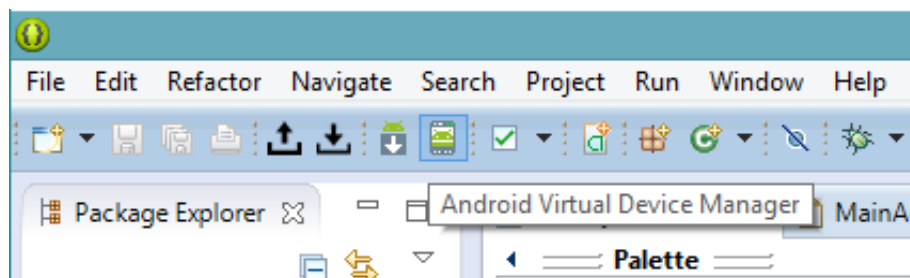 File Edit Refactor Navigate Search Project Run Window Help
Package Explorer
Android Virtual Device Manager
MainA
Palette